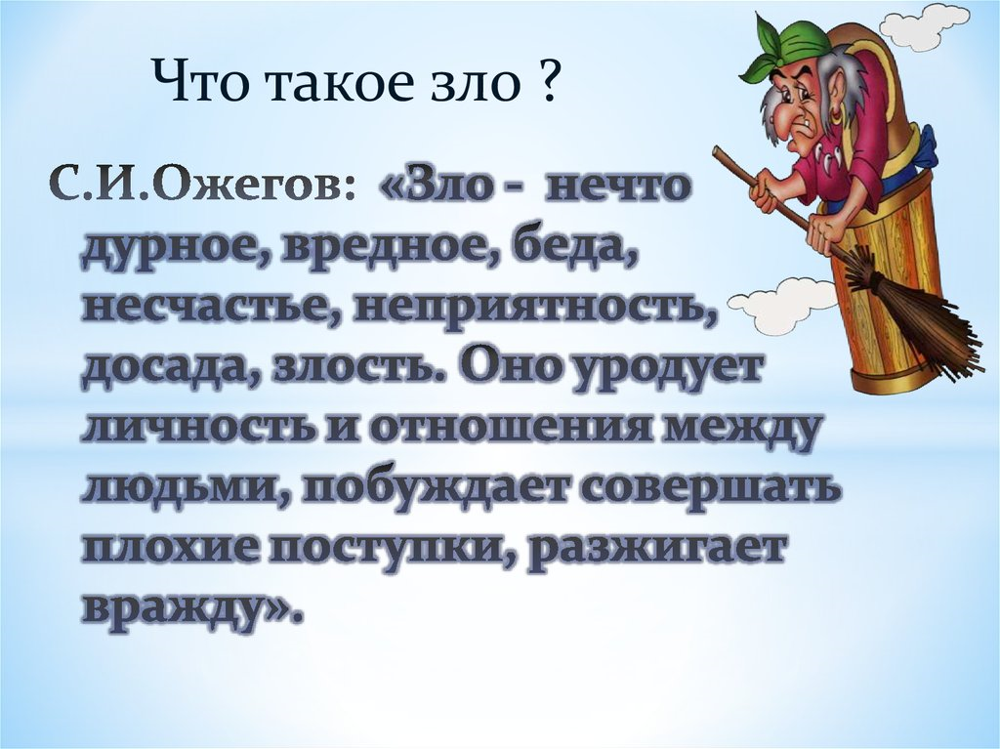 Что такое зло ?
С.И.Ожегов: «Зло - нечто
дурное, вредное, беда,
несчастье, неприятность,
досада, злость. Оно уродует
личность и отношения между
людьми, побуждает совершать
плохие поступки, разжигает
вражду».